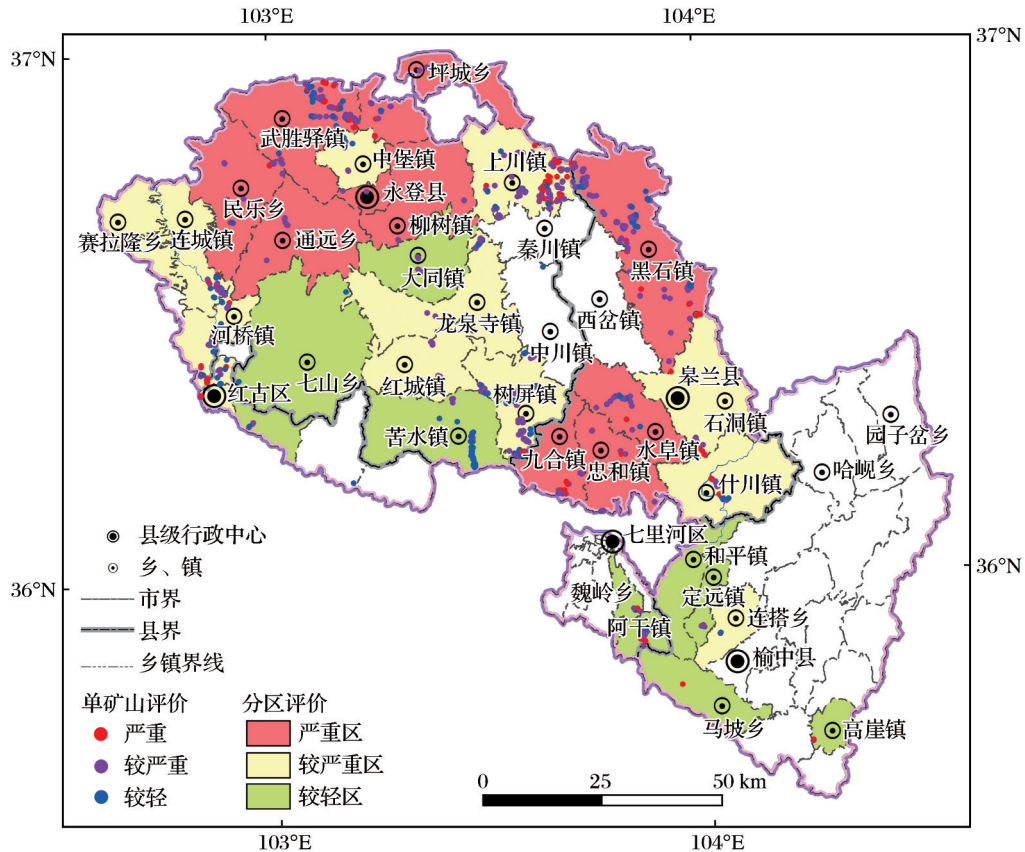 103°E
104°E
37°N
37°N
坪城乡
武胜驿镇
中堡镇
上川镇
永登县
民乐乡
柳树镇
赛拉隆乡
连城镇
通远乡
秦川镇
大同镇
黑石镇
龙泉寺镇
西岔镇
河桥镇
中川镇
红古区
七山乡
红城镇
皋兰县
树屏镇
石洞镇
园子岔乡
苦水镇
九合镇
水阜镇
忠和镇
哈岘乡
什川镇
七里河区
和平镇
36°N
36°N
魏岭乡
定远镇
阿干镇
连搭乡
榆中县
马坡乡
高崖镇
县级行政中心
乡、镇
市界
县界
乡镇界线
单矿山评价
分区评价
严重
严重区
较严重
较严重区
较轻
较轻区
0
25
50 km
103°E
104°E